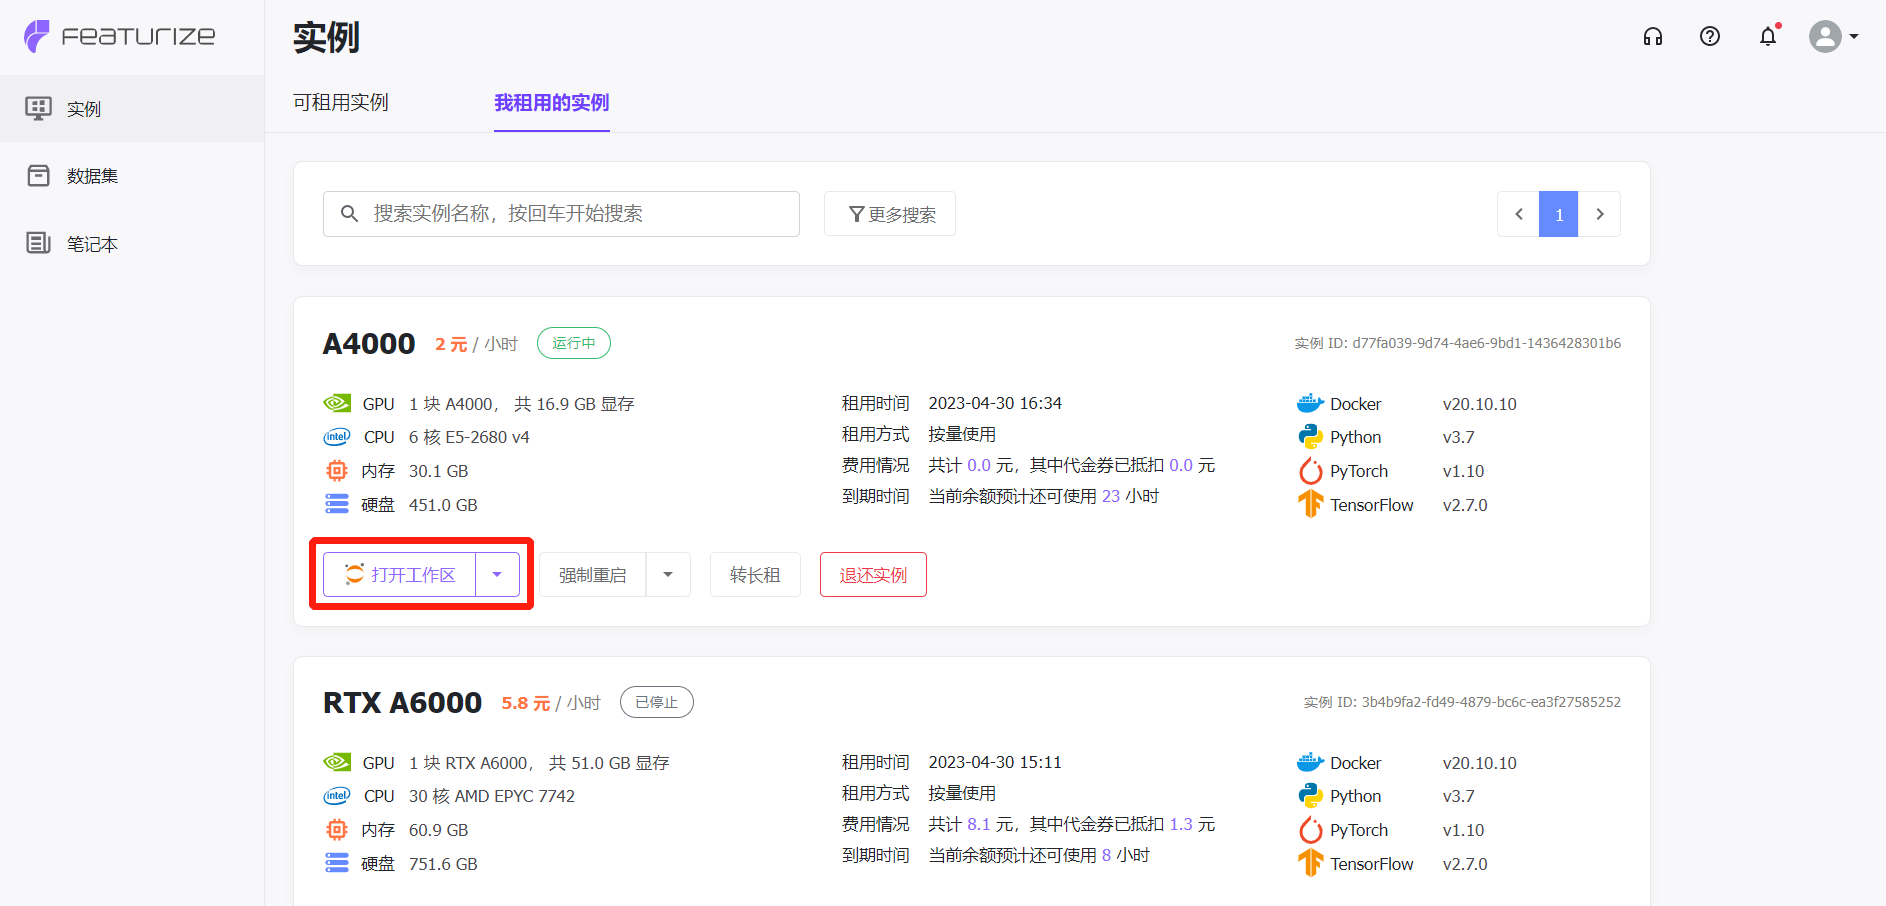 FEATURIZE
实例
数据集
笔记本
实例
可租用实例
我租用的实例
搜索实例名称，按回车开始搜索
更多搜索
1
A4000 2 元 / 小时 运行中
实例 ID: d77fa039-9d74-4ae6-9bd1-1436428301b6
GPU 1 块 A4000， 共 16.9 GB 显存
intel CPU 6 核 E5-2680 v4
内存 30.1 GB
硬盘 451.0 GB
租用时间 2023-04-30 16:34
租用方式 按量使用
费用情况 共计 0.0 元，其中代金券已抵扣 0.0 元
到期时间 当前余额预计还可使用 23 小时
Docker v20.10.10
Python v3.7
PyTorch v1.10
TensorFlow v2.7.0
打开工作区 强制重启 转长租 退还实例
RTX A6000 5.8 元 / 小时 已停止
实例 ID: 3b4b9fa2-fd49-4879-bc6c-ea3f27585252
GPU 1 块 RTX A6000， 共 51.0 GB 显存
intel CPU 30 核 AMD EPYC 7742
内存 60.9 GB
硬盘 751.6 GB
租用时间 2023-04-30 15:11
租用方式 按量使用
费用情况 共计 8.1 元，其中代金券已抵扣 1.3 元
到期时间 当前余额预计还可使用 8 小时
Docker v20.10.10
Python v3.7
PyTorch v1.10
TensorFlow v2.7.0